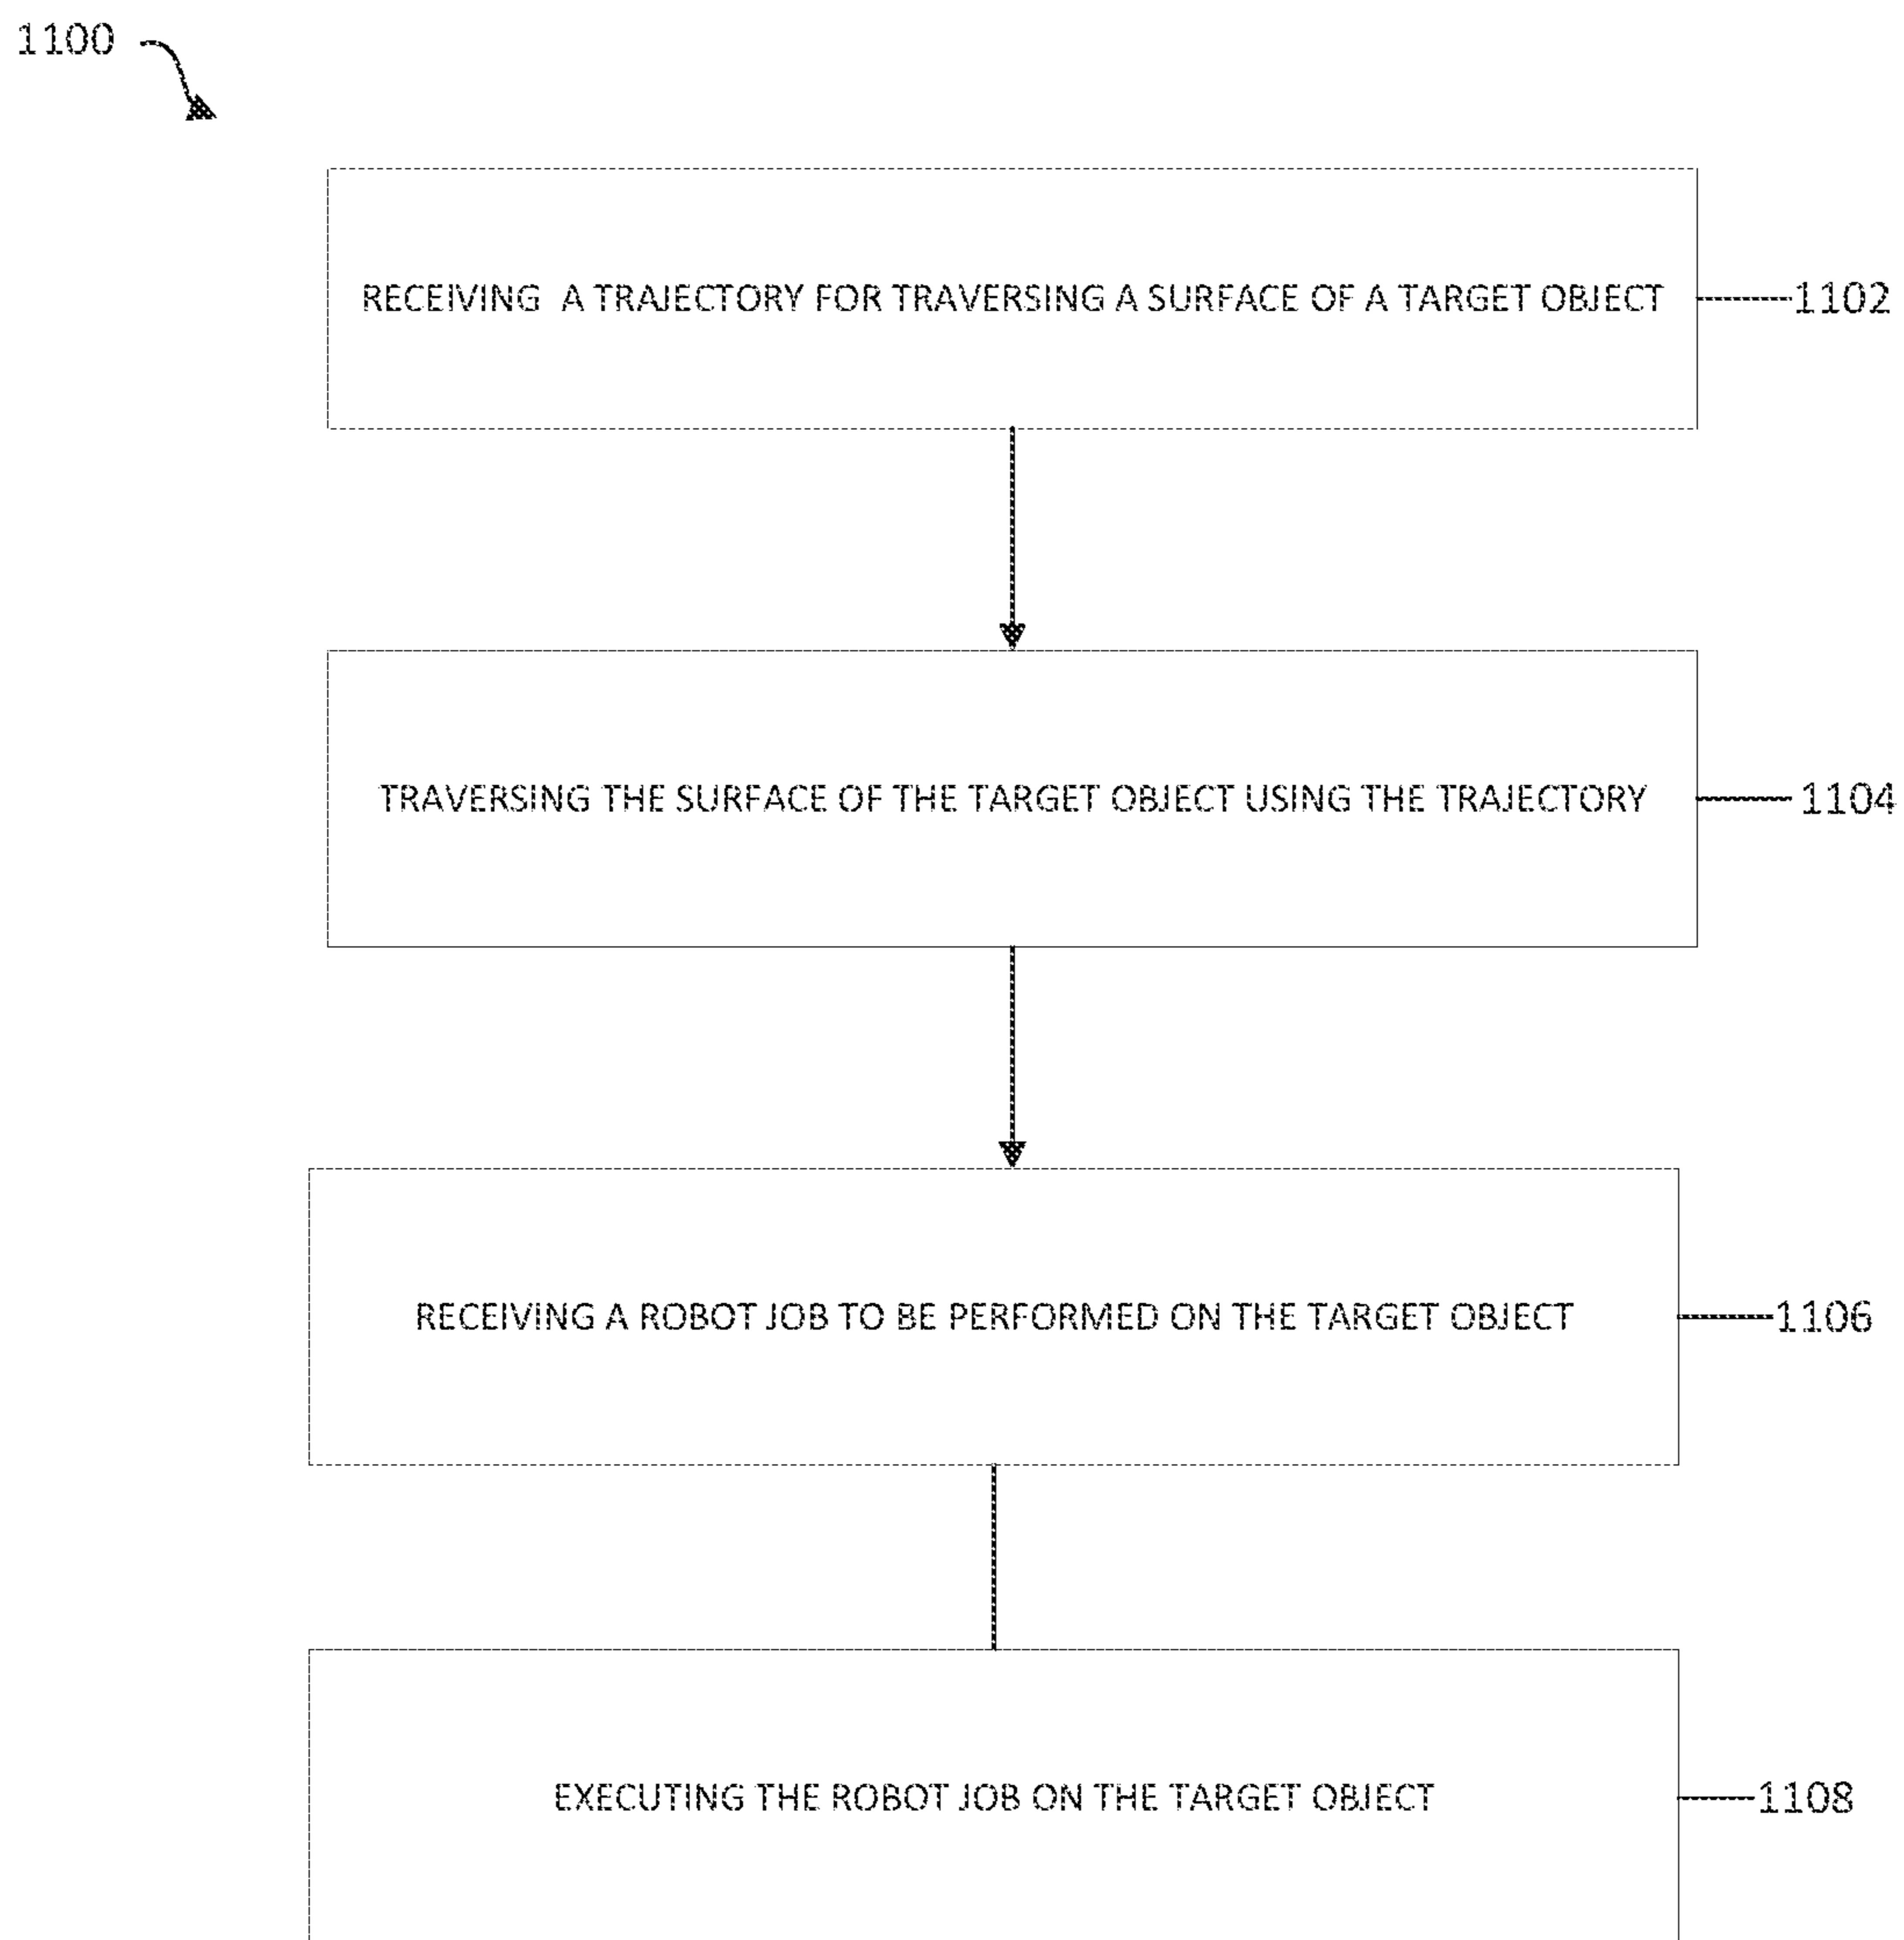 1100
RECEIVING A TRAJECTORY FOR TRAVERSING A SURFACE OF A TARGET OBJECT
1102
TRAVERSING THE SURFACE OF THE TARGET OBJECT USING THE TRAJECTORY
1104
RECEIVING A ROBOT JOB TO BE PERFORMED ON THE TARGET OBJECT
1106
EXECUTING THE ROBOT JOB ON THE TARGET OBJECT
1108